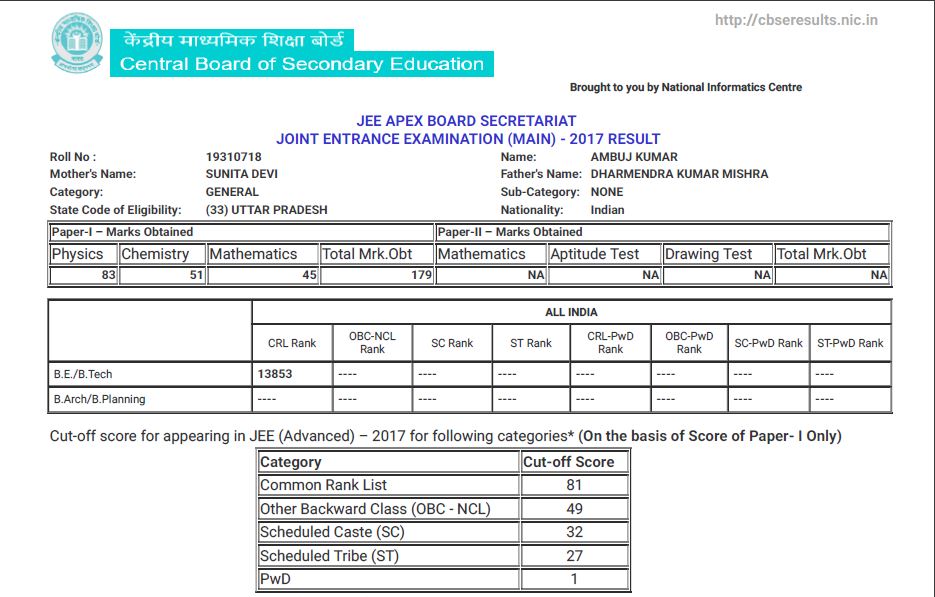 http://cbseresults.nic.in
केंद्रीय माध्यमिक शिक्षा बोर्ड
Central Board of Secondary Education
Brought to you by National Informatics Centre
JEE APEX BOARD SECRETARIAT
JOINT ENTRANCE EXAMINATION (MAIN) - 2017 RESULT
Roll No : 19310718 Name: AMBUJ KUMAR
Mother's Name: SUNITA DEVI Father's Name: DHARMENDRA KUMAR MISHRA
Category: GENERAL Sub-Category: NONE
State Code of Eligibility: (33) UTTAR PRADESH Nationality: Indian
Paper-I – Marks Obtained Paper-II – Marks Obtained
Physics Chemistry Mathematics Total Mrk.Obt Mathematics Aptitude Test Drawing Test Total Mrk.Obt
83 51 45 179 NA NA NA NA
ALL INDIA
CRL Rank OBC-NCL Rank SC Rank ST Rank CRL-PwD Rank OBC-PwD Rank SC-PwD Rank ST-PwD Rank
B.E./B.Tech 13853 ---- ---- ---- ---- ---- ---- ----
B.Arch/B.Planning ---- ---- ---- ---- ---- ---- ---- ----
Cut-off score for appearing in JEE (Advanced) – 2017 for following categories* (On the basis of Score of Paper- I Only)
Category Cut-off Score
Common Rank List 81
Other Backward Class (OBC - NCL) 49
Scheduled Caste (SC) 32
Scheduled Tribe (ST) 27
PwD 1